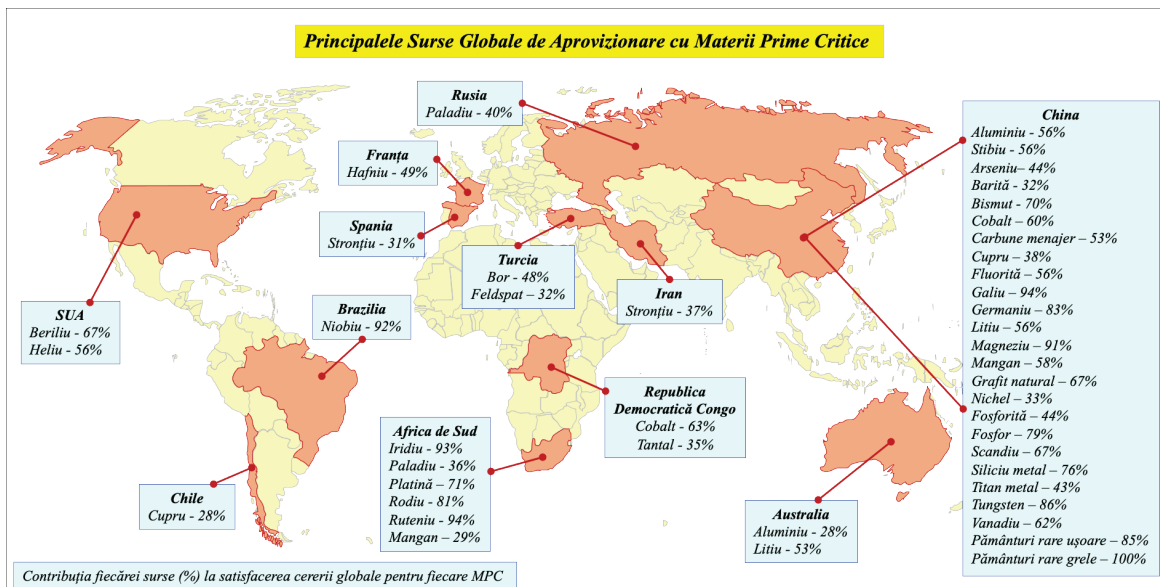 Principalele Surse Globale de Aprovizionare cu Materii Prime Critice
Rusia
Paladiu - 40%
Franța
Hafniu - 49%
Spania
Stronțiu - 31%
Turcia
Bor - 48%
Feldspat – 32%
Iran
Stronțiu - 37%
SUA
Beriliu - 67%
Heliu - 56%
Brazilia
Niobiu - 92%
Republica
Democratică Congo
Cobalt - 63%
Tantal - 35%
Africa de Sud
Iridiu - 93%
Paladiu - 36%
Platină - 71%
Rodiu - 81%
Ruteniu - 94%
Mangan - 29%
Chile
Cupru - 28%
Australia
Aluminiu - 28%
Litiu - 53%
China
Aluminiu - 56%
Stibiu - 56%
Arseniu– 44%
Barită - 32%
Bismut - 70%
Cobalt - 60%
Carbune menajer – 53%
Cupru – 38%
Fluorită – 56%
Galiu – 94%
Germaniu – 83%
Litiu – 56%
Magneziu – 91%
Mangan – 58%
Grafit natural – 67%
Nichel – 33%
Fosforită – 44%
Fosfor – 79%
Scandiu – 67%
Siliciu metal – 76%
Titan metal – 43%
Tungsten – 86%
Vanadiu – 62%
Pământuri rare ușoare – 85%
Pământuri rare grele – 100%
Contribuția fiecărei surse (%) la satisfacerea cererii globale pentru fiecare MPC